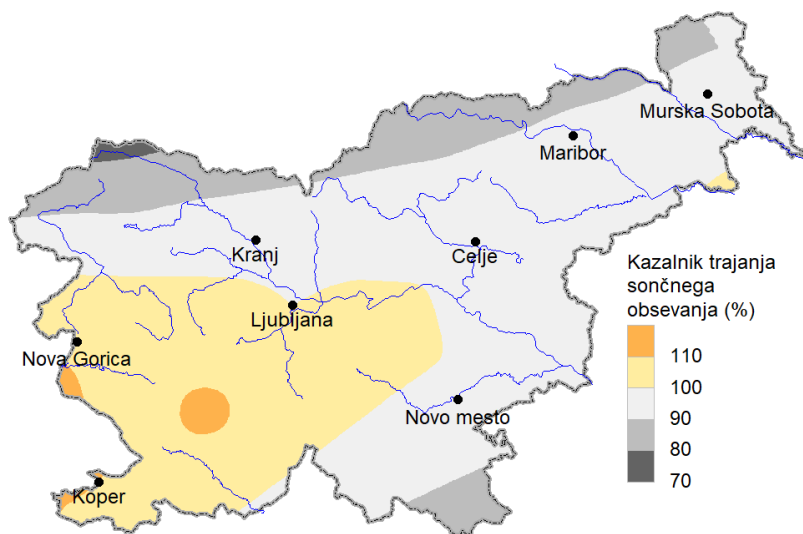 Murska Sobota
Maribor
Kranj
Celje
Kazalnik trajanja
sončnega
obsevanja (%)
Ljubljana
110
Nova Gorica
100
90
Novo mesto
80
70
Koper